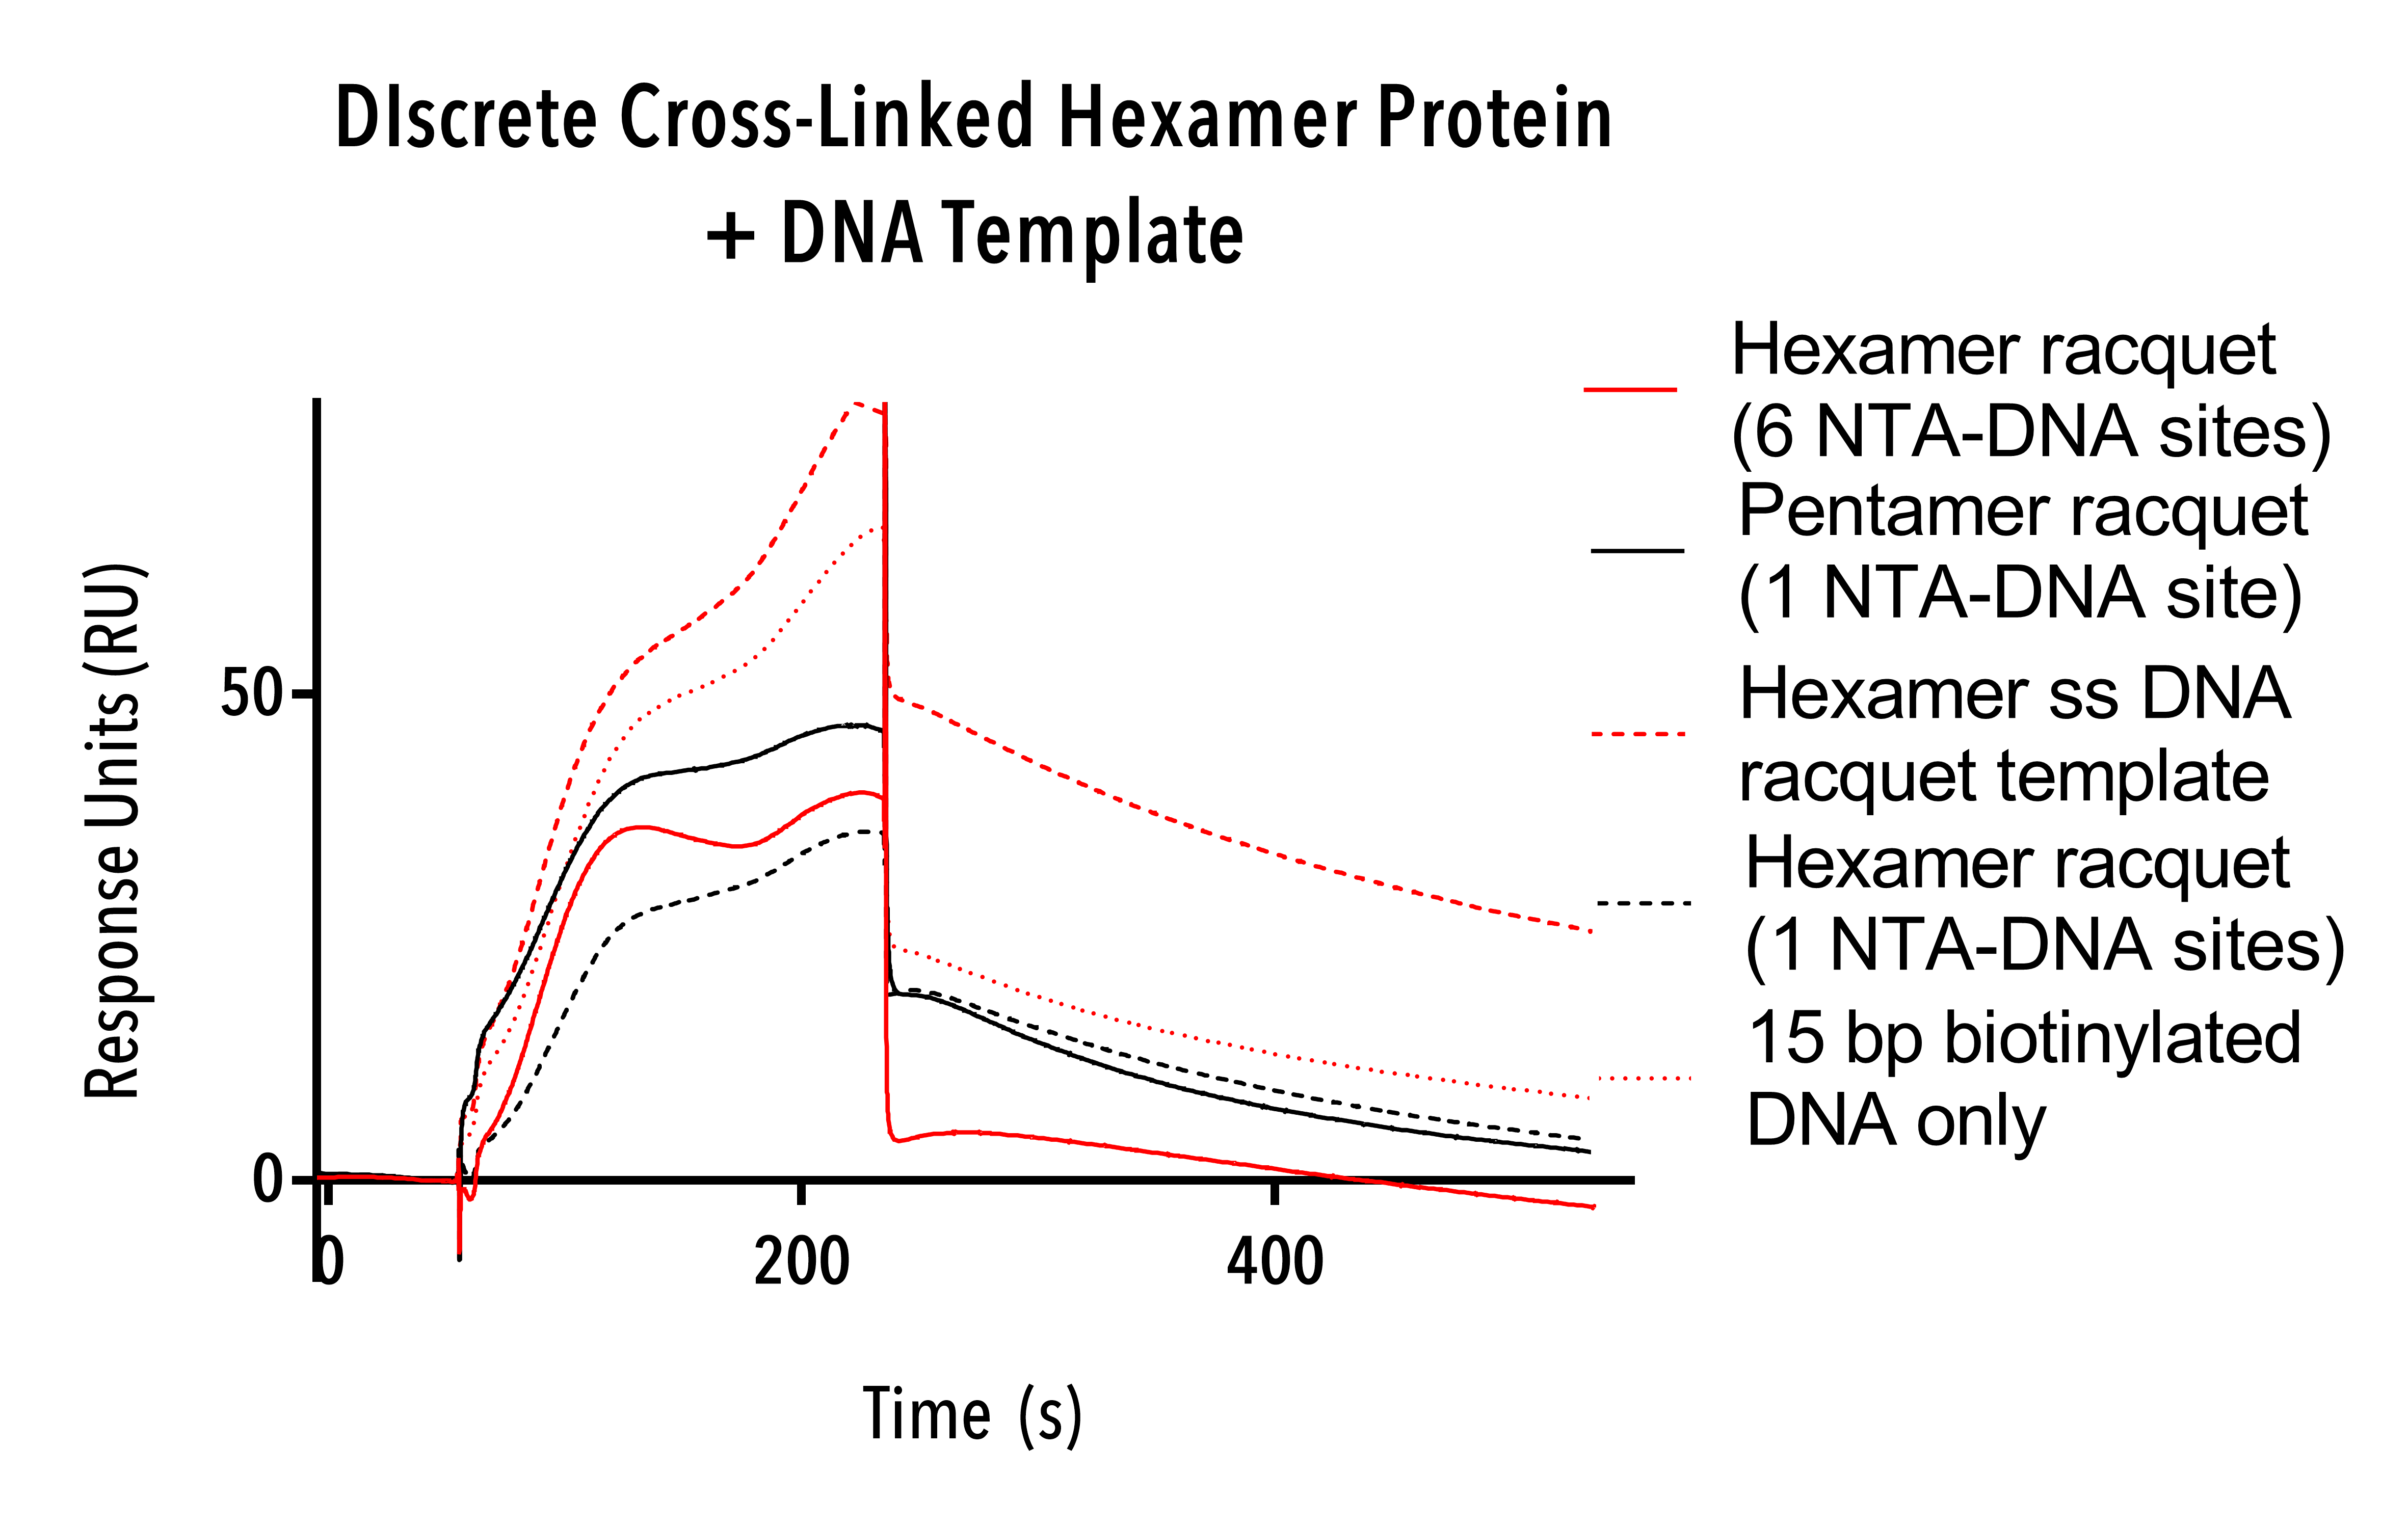 DIscrete Cross-Linked Hexamer Protein
+ DNA Template
Response Units (RU)
50
0
0
200
400
Time (s)
Hexamer racquet
(6 NTA-DNA sites)
Pentamer racquet
(1 NTA-DNA site)
Hexamer ss DNA
racquet template
Hexamer racquet
(1 NTA-DNA sites)
15 bp biotinylated
DNA only